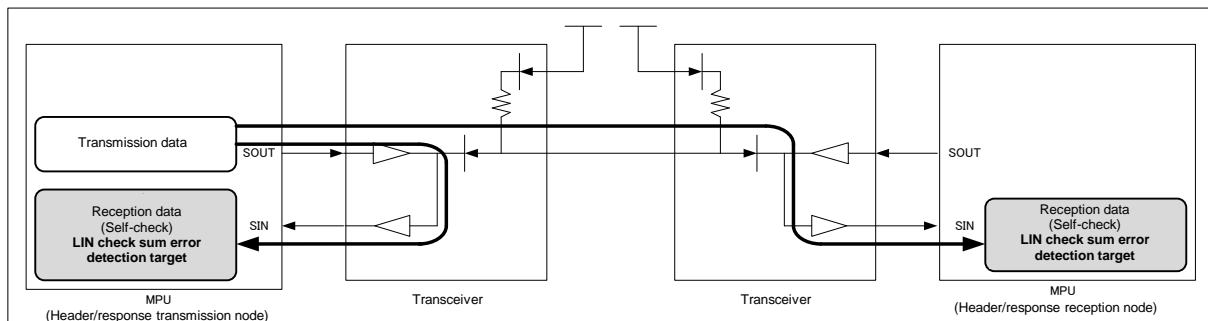 Transmission data
SOUT
Reception data
(Self-check)
LIN check sum error
detection target
SIN
MPU
(Header/response transmission node)
Transceiver
Transceiver
SOUT
SIN
Reception data
(Self-check)
LIN check sum error
detection target
MPU
(Header/response reception node)